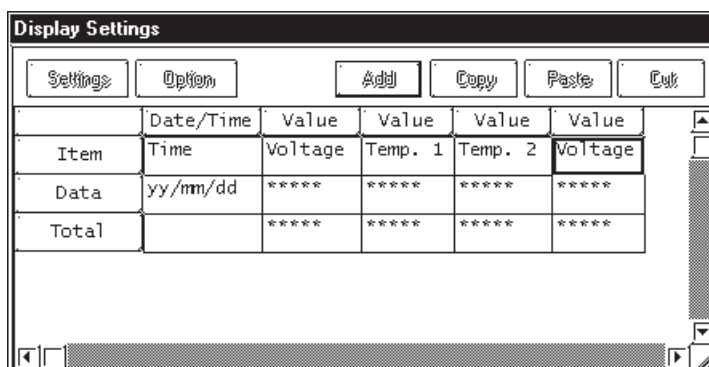 Display Settings
Settings Option Add Copy Paste Cut
Date/Time Value Value Value Value
Item Time Voltage Temp. 1 Temp. 2 Voltage
Data yy/mm/dd ***** ***** ***** *****
Total ***** ***** ***** *****